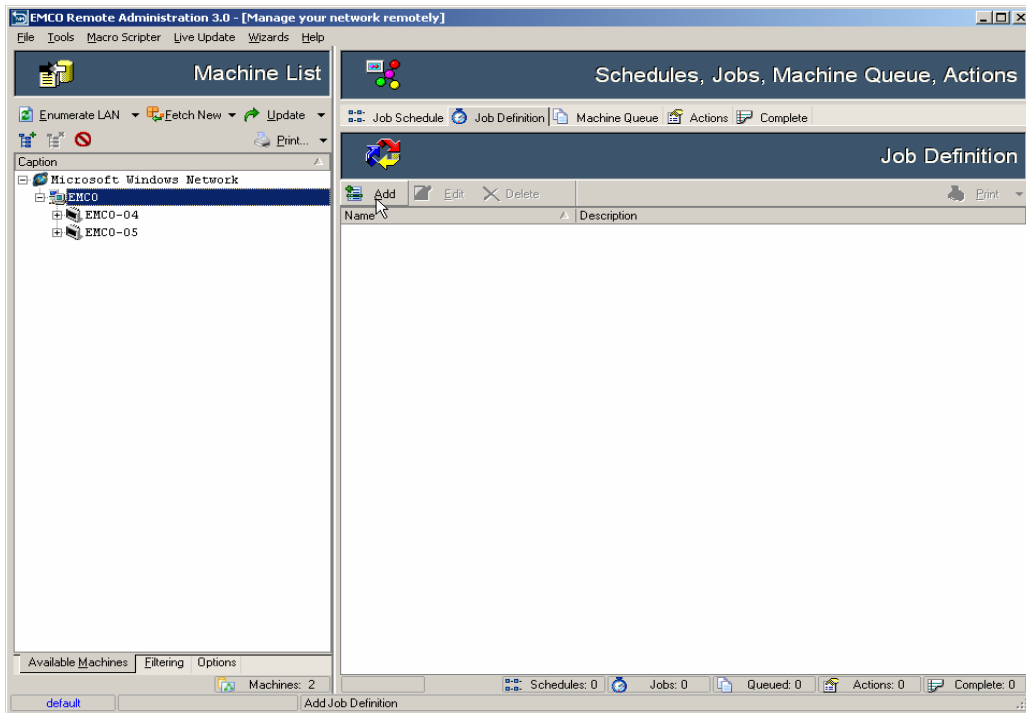 EMCO Remote Administration 3.0 - [Manage your network remotely]
File Tools Macro Scripter Live Update Wizards Help
Machine List
Schedules, Jobs, Machine Queue, Actions
Enumerate LAN Fetch New Update
Job Schedule Job Definition Machine Queue Actions Complete
Print...
Job Definition
Caption
Microsoft Windows Network
EMCO
EMCO-04
EMCO-05
Add Edit Delete Print
Name Description
Available Machines Filtering Options
Machines: 2
Schedules: 0 Jobs: 0 Queued: 0 Actions: 0 Complete: 0
default Add Job Definition